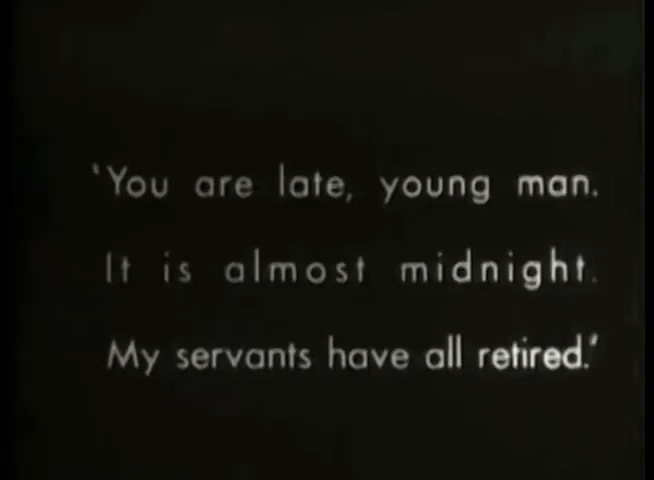 'You are late, young man.
It is almost midnight.
My servants have all retired.'